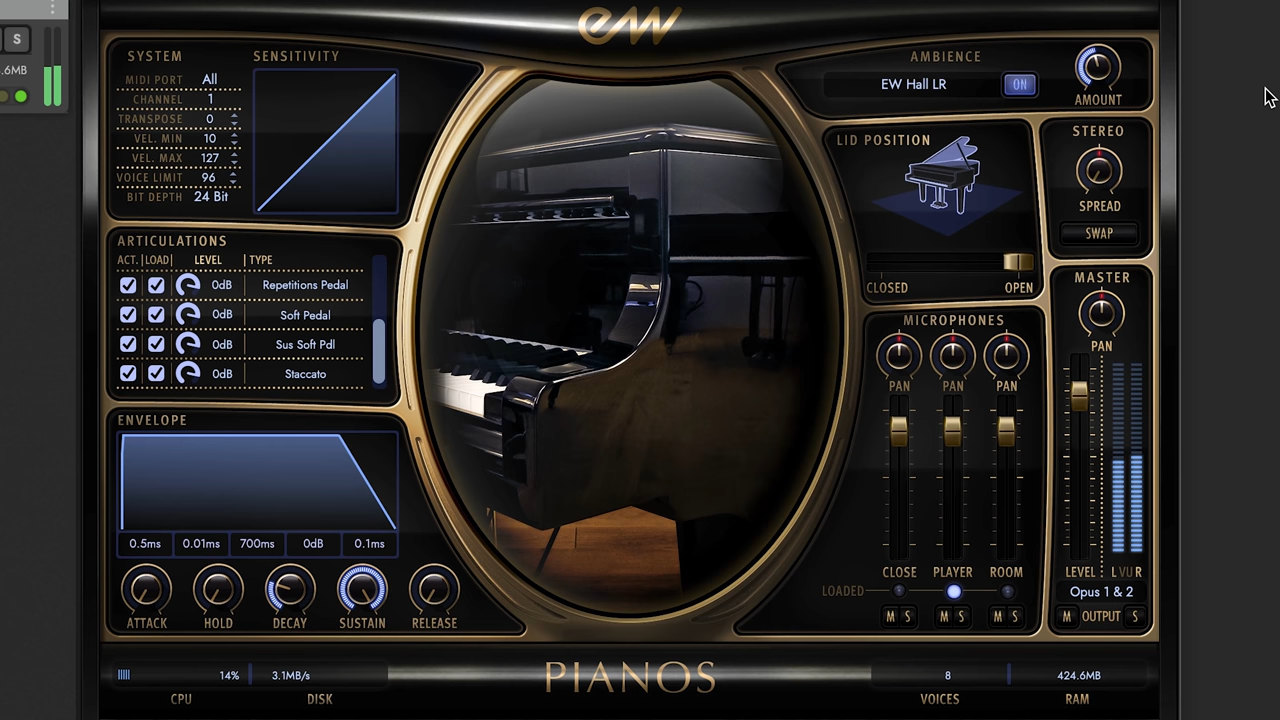 S
.6MB
ew
SYSTEM
MIDI PORT All
CHANNEL 1
TRANSPOSE 0
VEL. MIN 10
VEL. MAX 127
VOICE LIMIT 96
BIT DEPTH 24 Bit
SENSITIVITY
ARTICULATIONS
ACT. LOAD LEVEL TYPE
0dB Repetitions Pedal
0dB Soft Pedal
0dB Sus Soft Pdl
0dB Staccato
ENVELOPE
0.5ms 0.01ms 700ms 0dB 0.1ms
ATTACK HOLD DECAY SUSTAIN RELEASE
AMBIENCE
EW Hall LR ON
AMOUNT
LID POSITION
CLOSED OPEN
STEREO
SPREAD
SWAP
MICROPHONES
PAN PAN PAN
CLOSE PLAYER ROOM
LOADED
M S M S M S
MASTER
PAN
LEVEL L VU R
Opus 1 & 2
M OUTPUT S
14% 3.1MB/s
CPU DISK
PIANOS
8 424.6MB
VOICES RAM